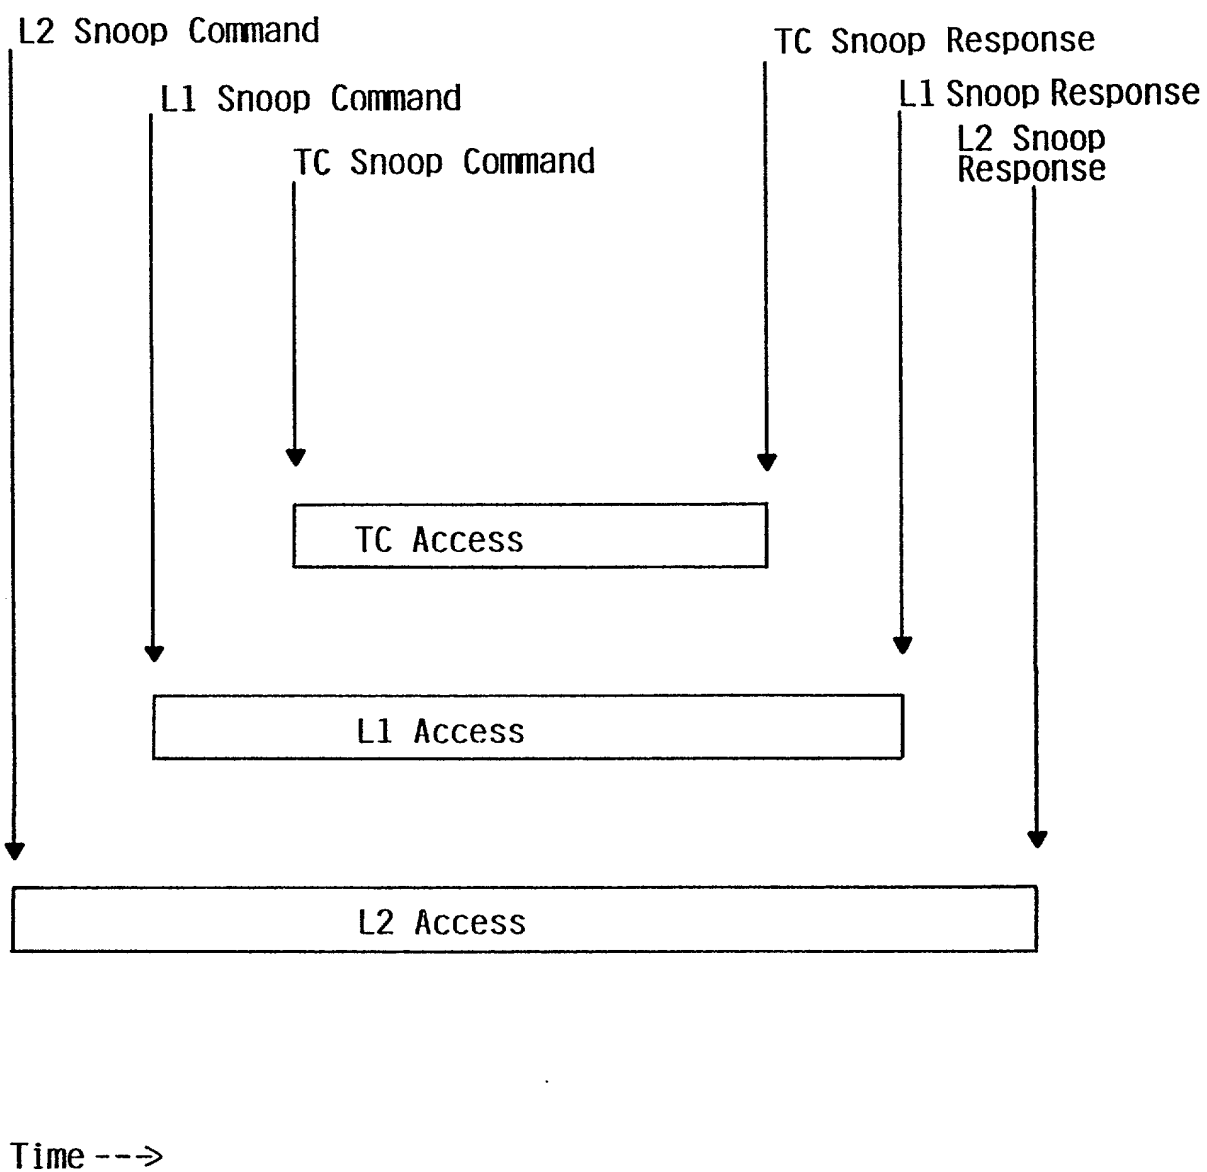 L2 Snoop Command
TC Snoop Response
L1 Snoop Command
L1 Snoop Response
L2 Snoop
Response
TC Snoop Command
TC Access
L1 Access
L2 Access
Time --->